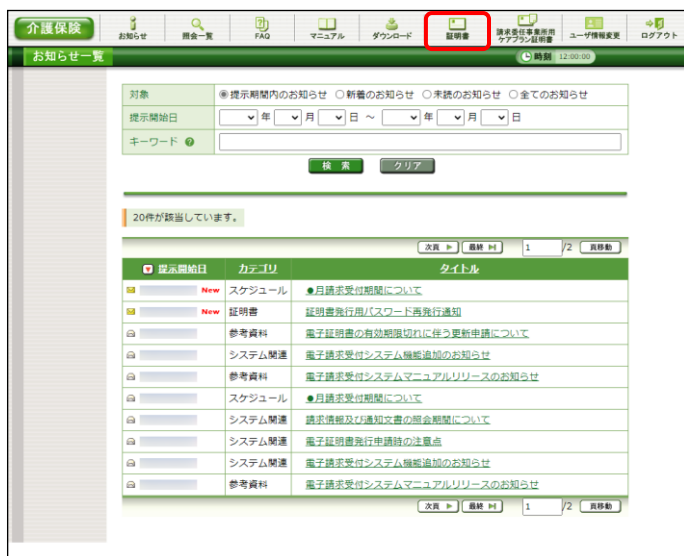 介護保険
お知らせ 照会一覧 FAQ マニュアル ダウンロード 証明書 請求委任事業所用 ケアプラン証明書 ユーザ情報変更 ログアウト
お知らせ一覧 時刻 12:00:00
対象 提示期間内のお知らせ 新着のお知らせ 未読のお知らせ 全てのお知らせ
提示開始日 年 月 日 ～ 年 月 日
キーワード ?
検索 クリア
20件が該当しています。
次頁 最終 1 /2 頁移動
提示開始日 カテゴリ タイトル
New スケジュール ●月請求受付期間について
New 証明書 証明書発行用パスワード再発行通知
参考資料 電子証明書の有効期限切れに伴う更新申請について
システム関連 電子請求受付システム機能追加のお知らせ
参考資料 電子請求受付システムマニュアルリリースのお知らせ
スケジュール ●月請求受付期間について
システム関連 請求情報及び通知文書の照会期間について
システム関連 電子証明書発行申請時の注意点
システム関連 電子請求受付システム機能追加のお知らせ
参考資料 電子請求受付システムマニュアルリリースのお知らせ
次頁 最終 1 /2 頁移動